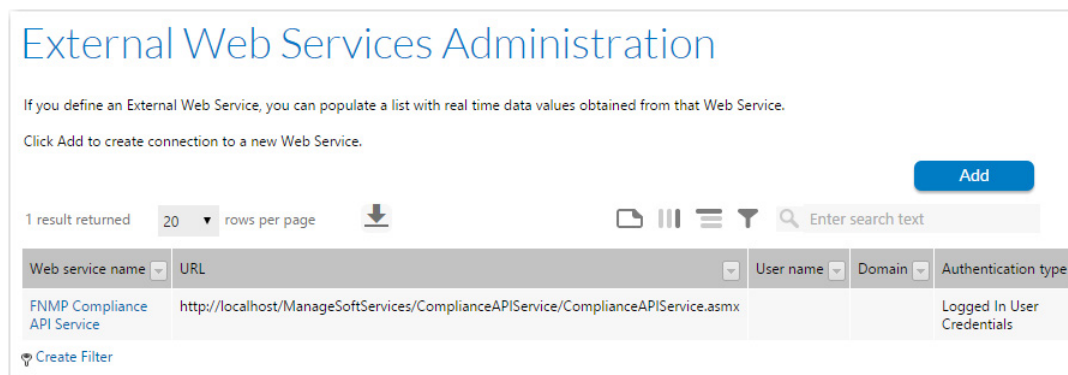 External Web Services Administration
If you define an External Web Service, you can populate a list with real time data values obtained from that Web Service.
Click Add to create connection to a new Web Service.
Add
1 result returned 20 rows per page Enter search text
Web service name URL User name Domain Authentication type
FNMP Compliance http://localhost/ManageSoftServices/ComplianceAPIService/ComplianceAPIService.asmx Logged In User
API Service Credentials
Create Filter